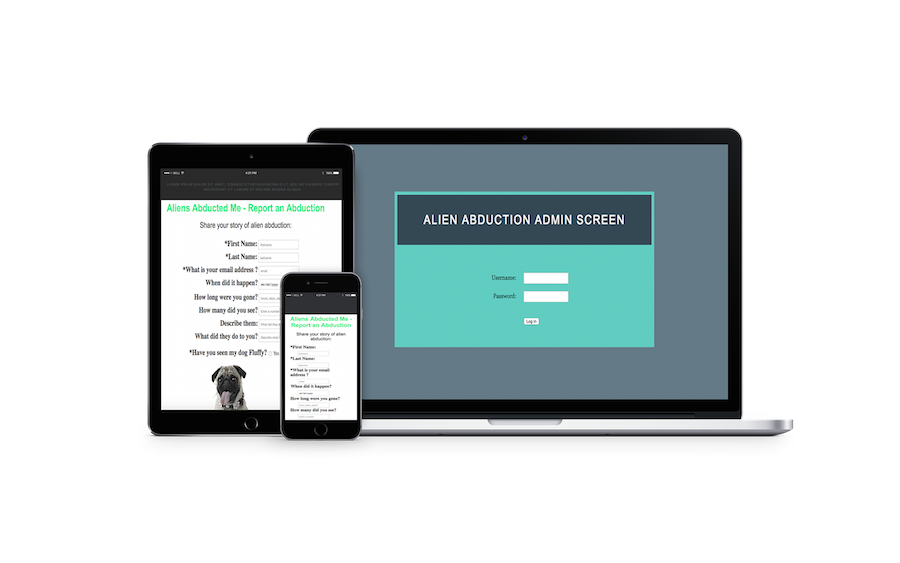 4:21 PM
Aliens Abducted Me - Report an Abduction
Share your story of alien abduction:
*First Name:
*Last Name:
*What is your email address ?
When did it happen?
How long were you gone?
How many did you see?
Describe them:
What did they do to you?
*Have you seen my dog Fluffy?
Yes
Aliens Abducted Me -
Report an Abduction
Share your story of alien
abduction:
*First Name:
*Last Name:
*What is your email
address ?
When did it happen?
How long were you gone?
How many did you see?
ALIEN ABDUCTION ADMIN SCREEN
Username:
Password:
Log in